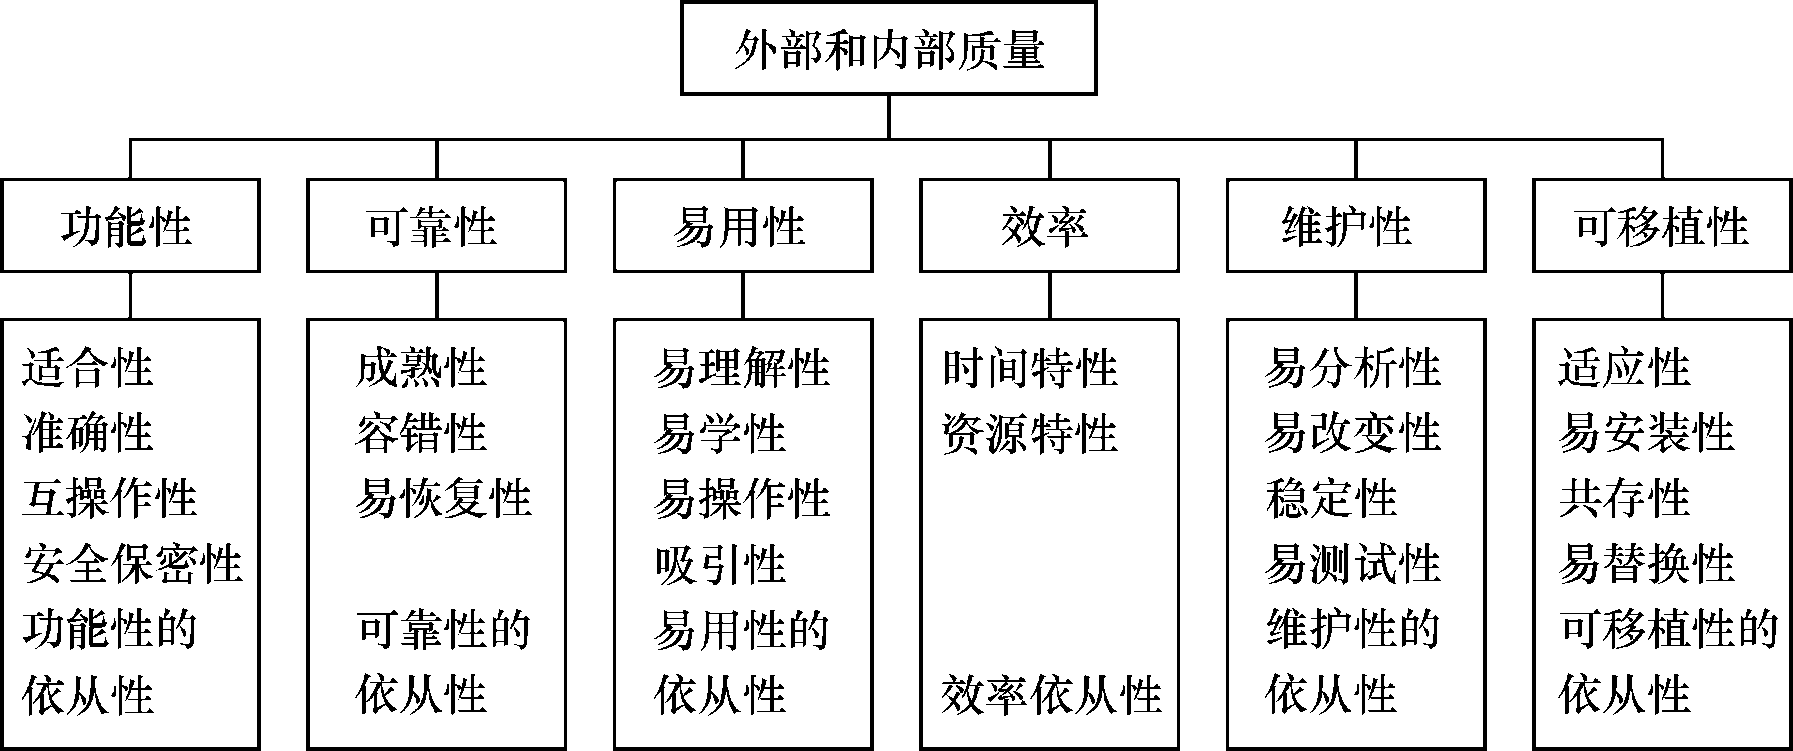 外部和内部质量
功能性
可靠性
易用性
效率
维护性
可移植性
适合性
准确性
互操作性
安全保密性
功能性的
依从性
成熟性
容错性
易恢复性
可靠性的
依从性
易理解性
易学性
易操作性
吸引性
易用性的
依从性
时间特性
资源特性
效率依从性
易分析性
易改变性
稳定性
易测试性
维护性的
依从性
适应性
易安装性
共存性
易替换性
可移植性的
依从性